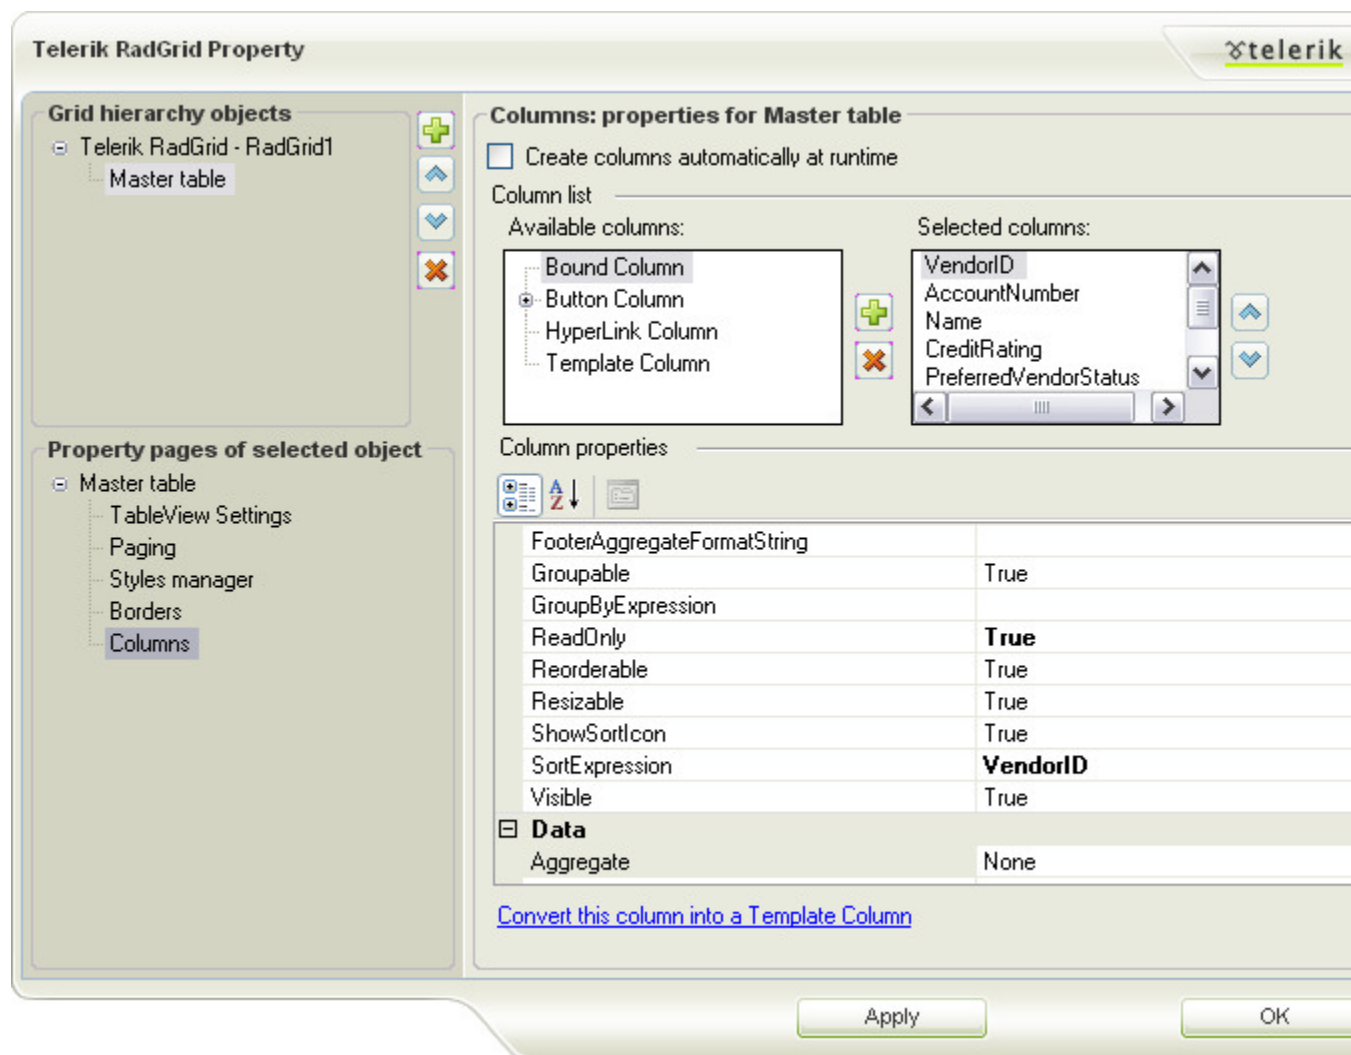 Telerik RadGrid Property
telerik
Grid hierarchy objects
Telerik RadGrid - RadGrid1
Master table
Property pages of selected object
Master table
TableView Settings
Paging
Styles manager
Borders
Columns
Columns: properties for Master table
Create columns automatically at runtime
Column list
Available columns:
Bound Column
Button Column
HyperLink Column
Template Column
Selected columns:
VendorID
AccountNumber
Name
CreditRating
PreferredVendorStatus
Column properties
FooterAggregateFormatString
Groupable True
GroupByExpression
ReadOnly True
Reorderable True
Resizable True
ShowSortIcon True
SortExpression VendorID
Visible True
Data
Aggregate None
Convert this column into a Template Column
Apply
OK